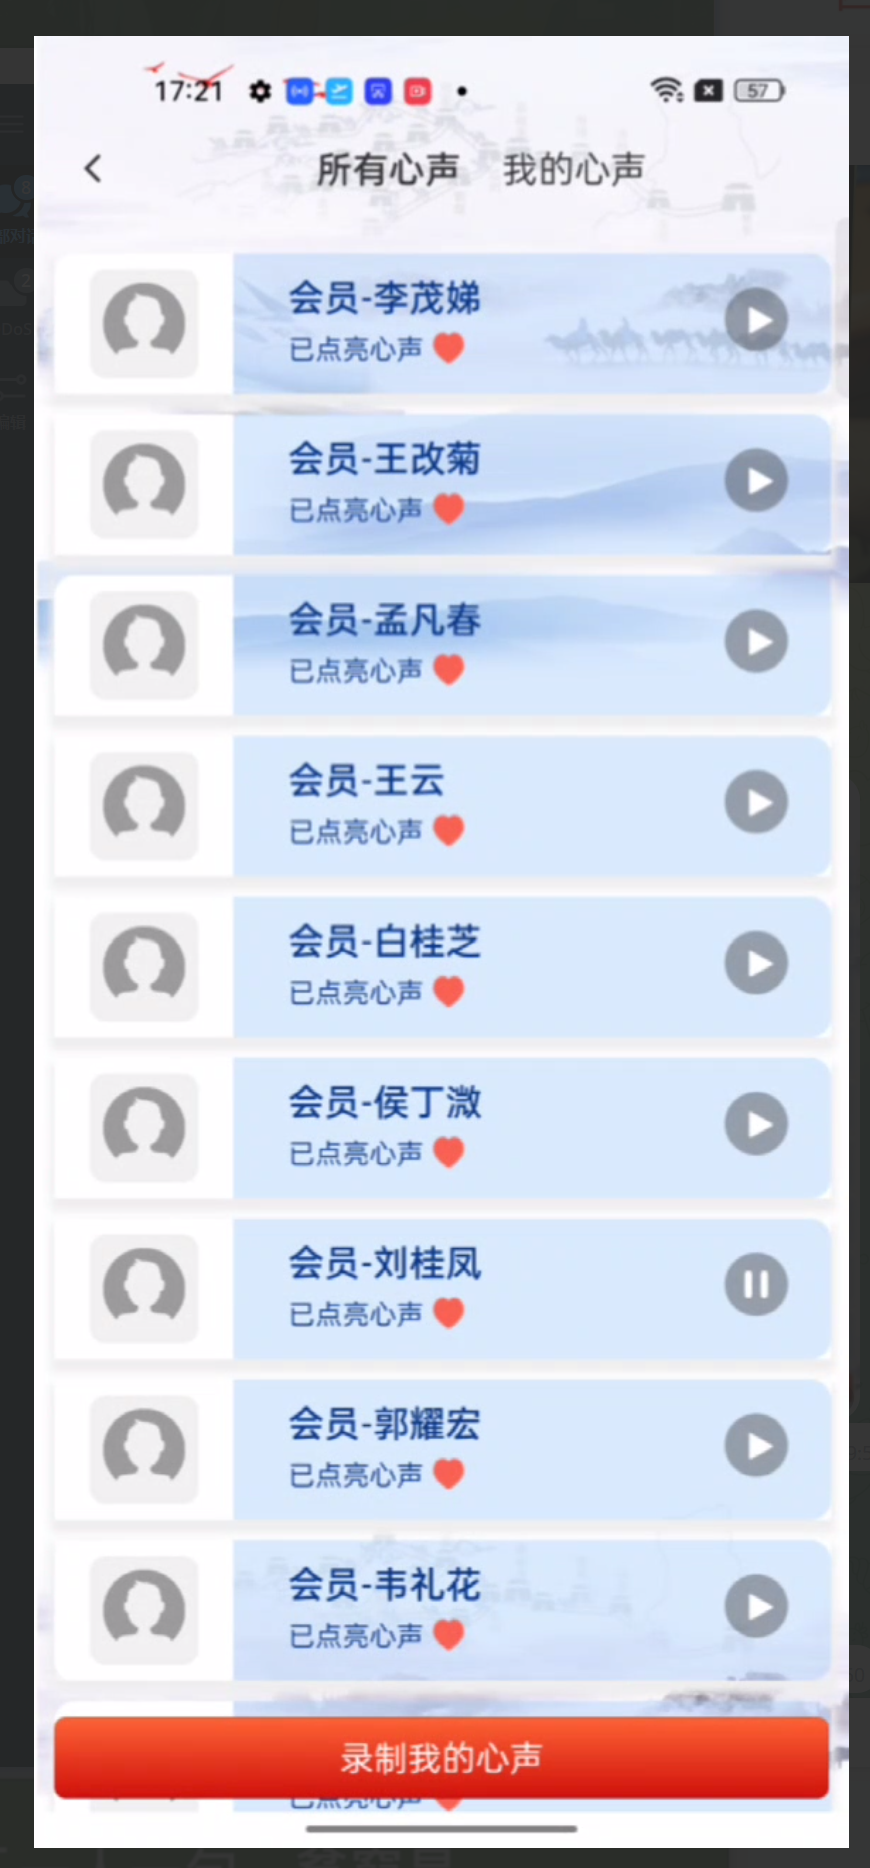 17:21
57
所有心声 我的心声
会员-李茂娣
已点亮心声
会员-王改菊
已点亮心声
会员-孟凡春
已点亮心声
会员-王云
已点亮心声
会员-白桂芝
已点亮心声
会员-侯丁溦
已点亮心声
会员-刘桂凤
已点亮心声
会员-郭耀宏
已点亮心声
会员-韦礼花
已点亮心声
录制我的心声
已点亮心声